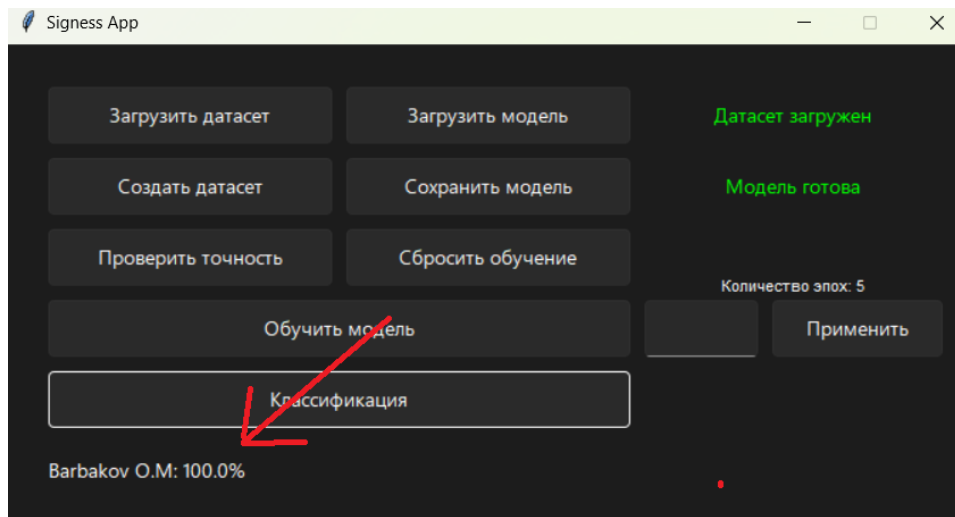 Signess App
Загрузить датасет
Загрузить модель
Датасет загружен
Создать датасет
Сохранить модель
Модель готова
Проверить точность
Сбросить обучение
Количество эпох: 5
Обучить модель
Применить
Классификация
Barbakov O.M: 100.0%